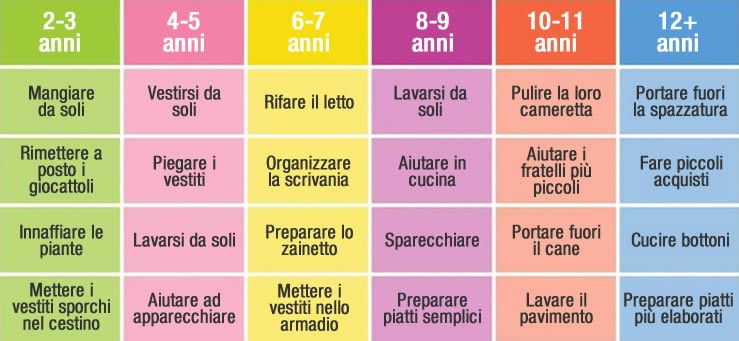 2-3
anni
4-5
anni
6-7
anni
8-9
anni
10-11
anni
12+
anni
Mangiare
da soli
Vestirsi da
soli
Rifare il letto
Lavarsi da
soli
Pulire la loro
cameretta
Portare fuori
la spazzatura
Rimettere a
posto i
giocattoli
Piegare i
vestiti
Organizzare
la scrivania
Aiutare in
cucina
Aiutare i
fratelli più
piccoli
Fare piccoli
acquisti
Innaffiare le
piante
Lavarsi da soli
Preparare lo
zainetto
Sparecchiare
Portare fuori
il cane
Cucire bottoni
Mettere i
vestiti sporchi
nel cestino
Aiutare ad
apparecchiare
Mettere i
vestiti nello
armadio
Preparare
piatti semplici
Lavare il
pavimento
Preparare piatti
più elaborati